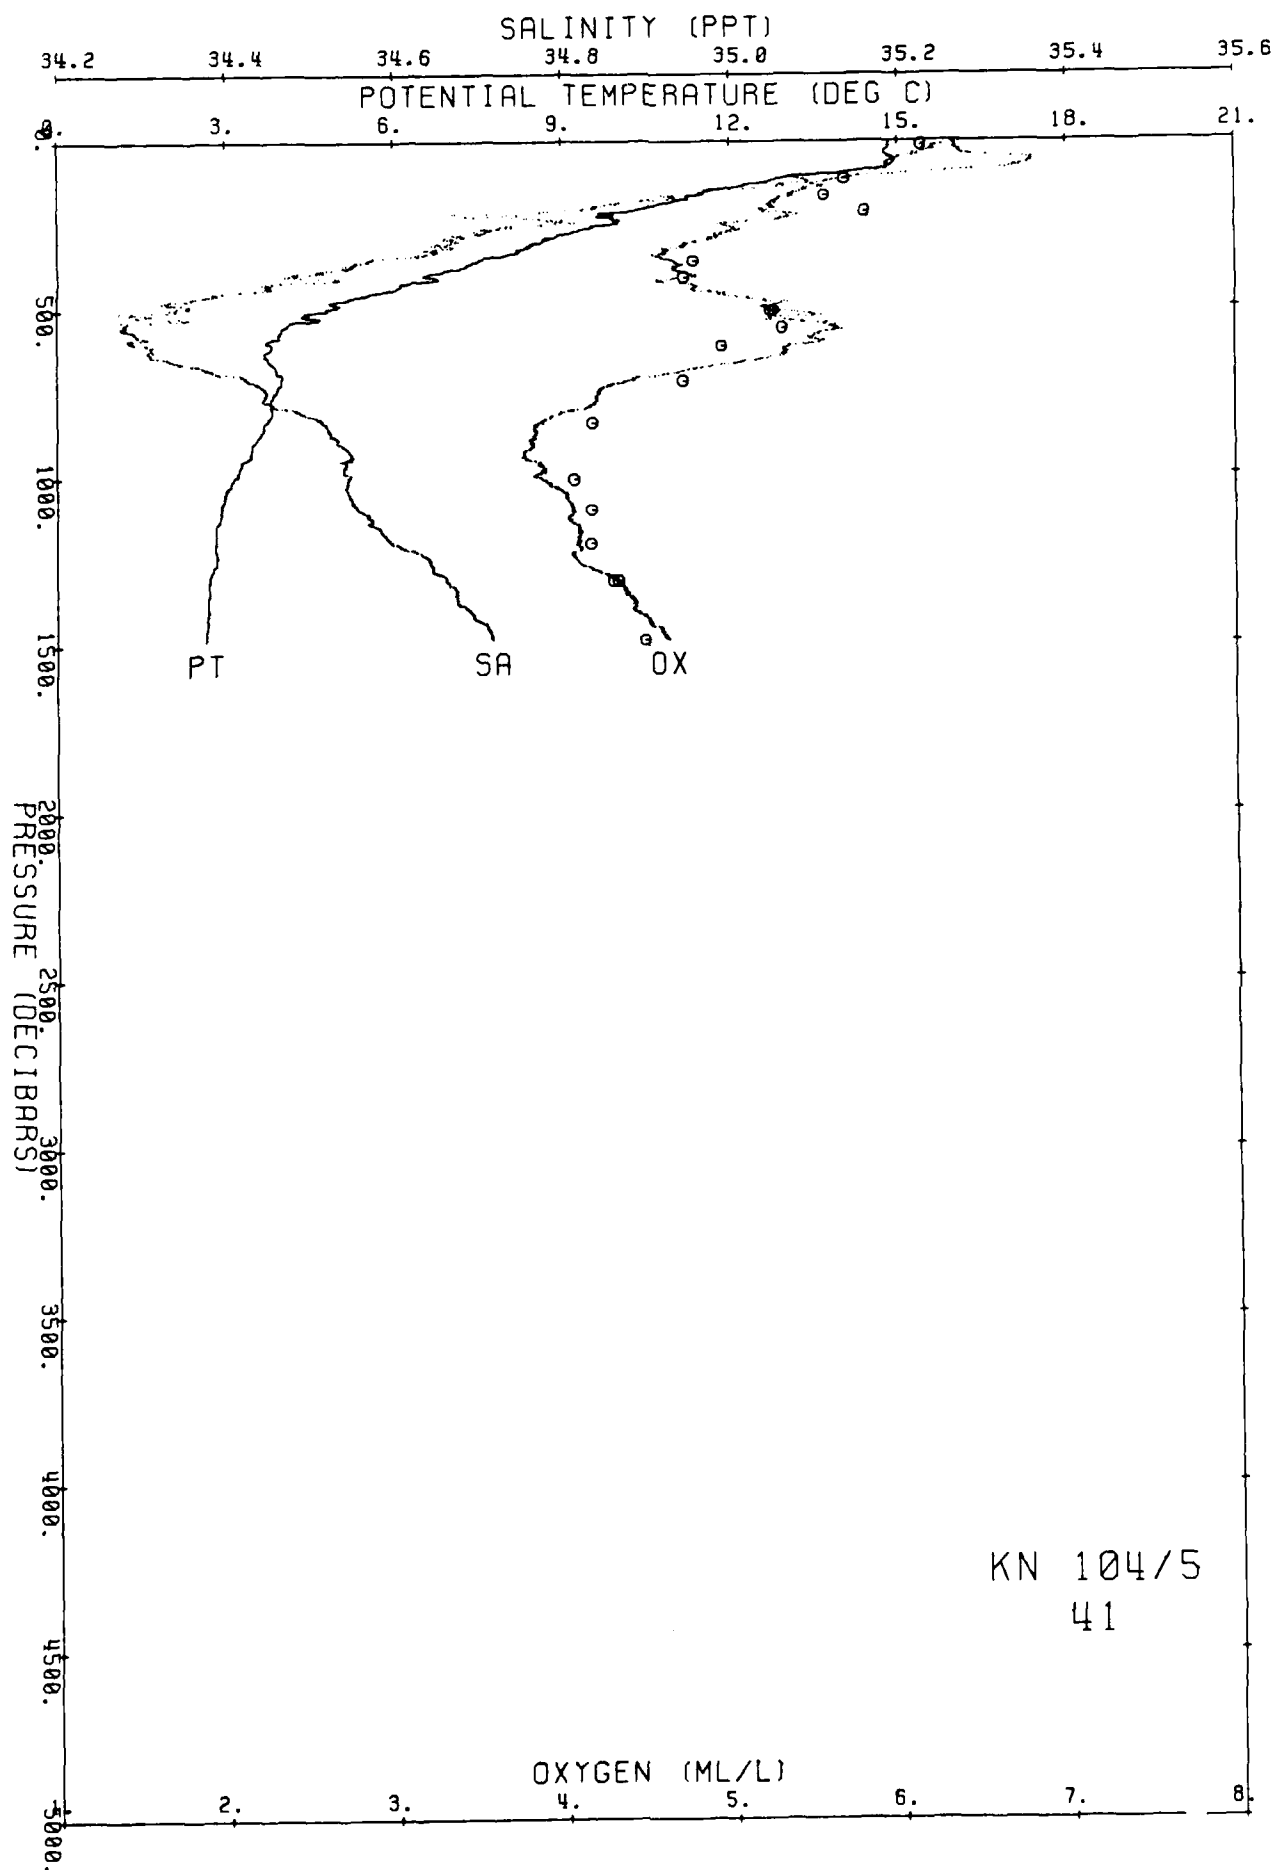 SALINITY (PPT)
34.2 34.4 34.6 34.8 35.0 35.2 35.4 35.6
POTENTIAL TEMPERATURE (DEG C)
0. 3. 6. 9. 12. 15. 18. 21.
500.
1000.
1500.
2000.
2500.
3000.
3500.
4000.
4500.
5000.
PRESSURE (DECIBARS)
PT SA OX
KN 104/5
41
OXYGEN (ML/L)
2. 3. 4. 5. 6. 7. 8.